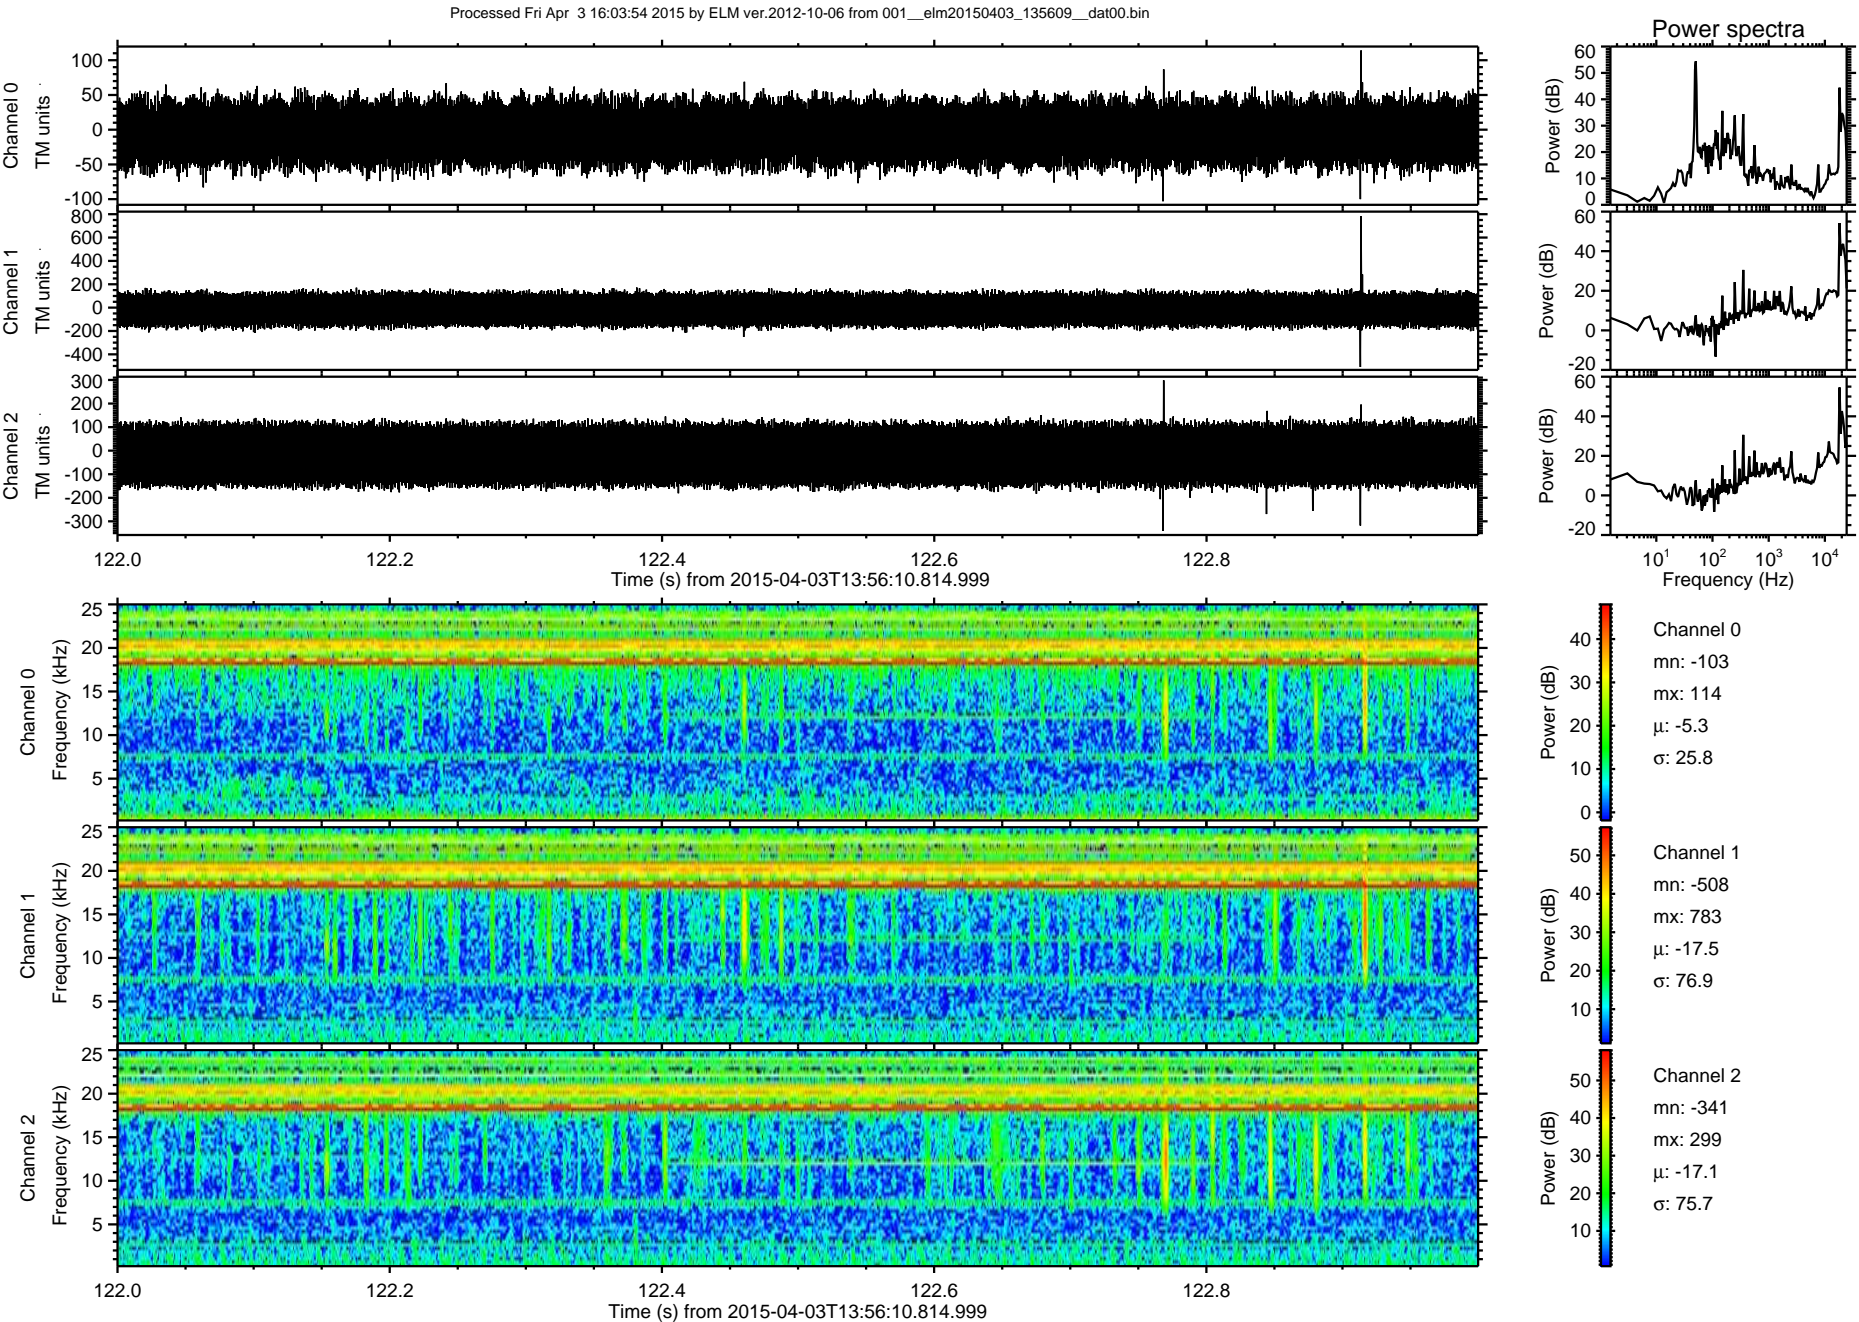 Processed Fri Apr  3 16:03:54 2015 by ELM ver.2012-10-06 from 001__elm20150403_135609__dat00.bin
Power spectra
Channel 0
TM units
100
50
0
-50
-100
Power (dB)
60
50
40
30
20
10
0
Channel 1
TM units
800
600
400
200
0
-200
-400
Power (dB)
60
40
20
0
-20
Channel 2
TM units
300
200
100
0
-100
-200
-300
Power (dB)
60
40
20
0
-20
122.0 122.2 122.4 122.6 122.8
Time (s) from 2015-04-03T13:56:10.814.999
10¹ 10² 10³ 10⁴
Frequency (Hz)
Channel 0
Frequency (kHz)
25
20
15
10
5
Power (dB)
40
30
20
10
0
Channel 0
mn: -103
mx: 114
μ: -5.3
σ: 25.8
Channel 1
Frequency (kHz)
25
20
15
10
5
Power (dB)
50
40
30
20
10
Channel 1
mn: -508
mx: 783
μ: -17.5
σ: 76.9
Channel 2
Frequency (kHz)
25
20
15
10
5
Power (dB)
50
40
30
20
10
Channel 2
mn: -341
mx: 299
μ: -17.1
σ: 75.7
122.0 122.2 122.4 122.6 122.8
Time (s) from 2015-04-03T13:56:10.814.999